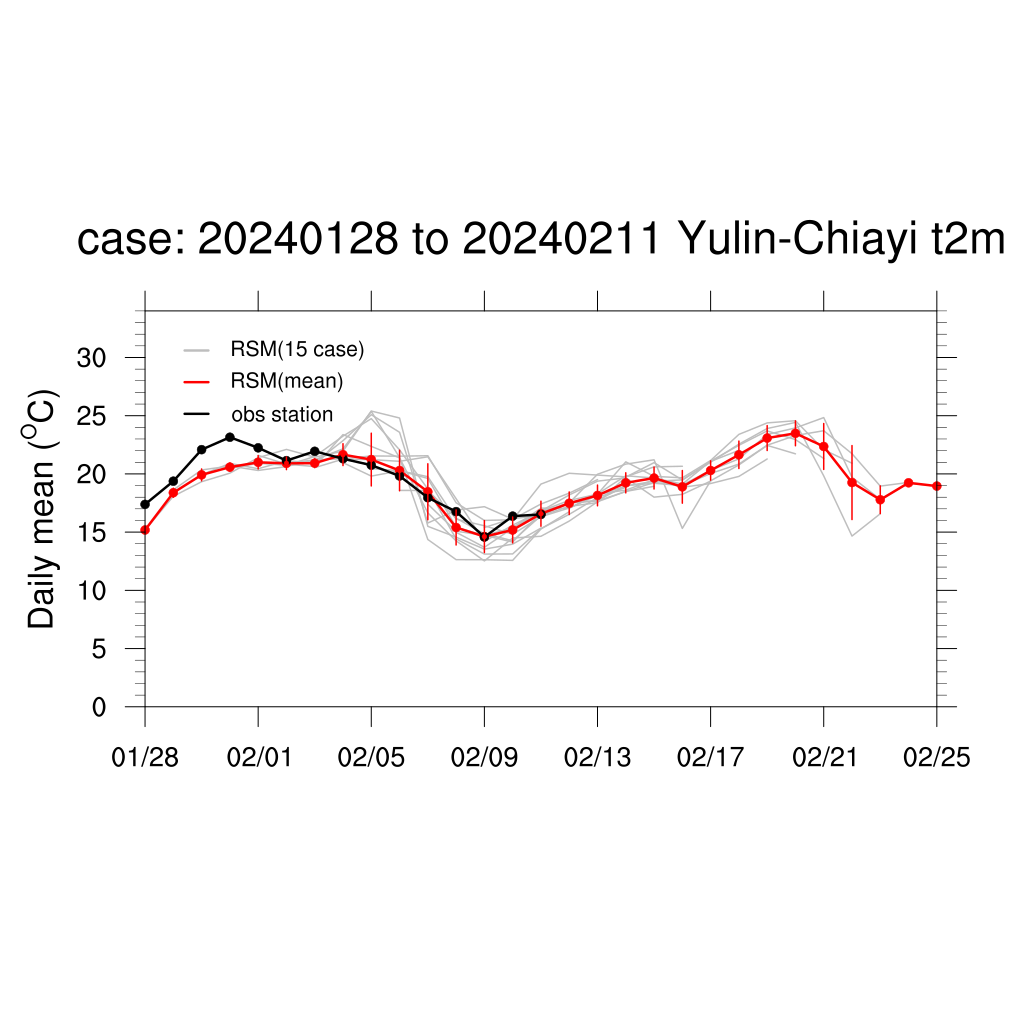 case: 20240128 to 20240211 Yulin-Chiayi t2m
RSM(15 case)
RSM(mean)
obs station
Daily mean (°C)
30
25
20
15
10
5
0
01/28 02/01 02/05 02/09 02/13 02/17 02/21 02/25